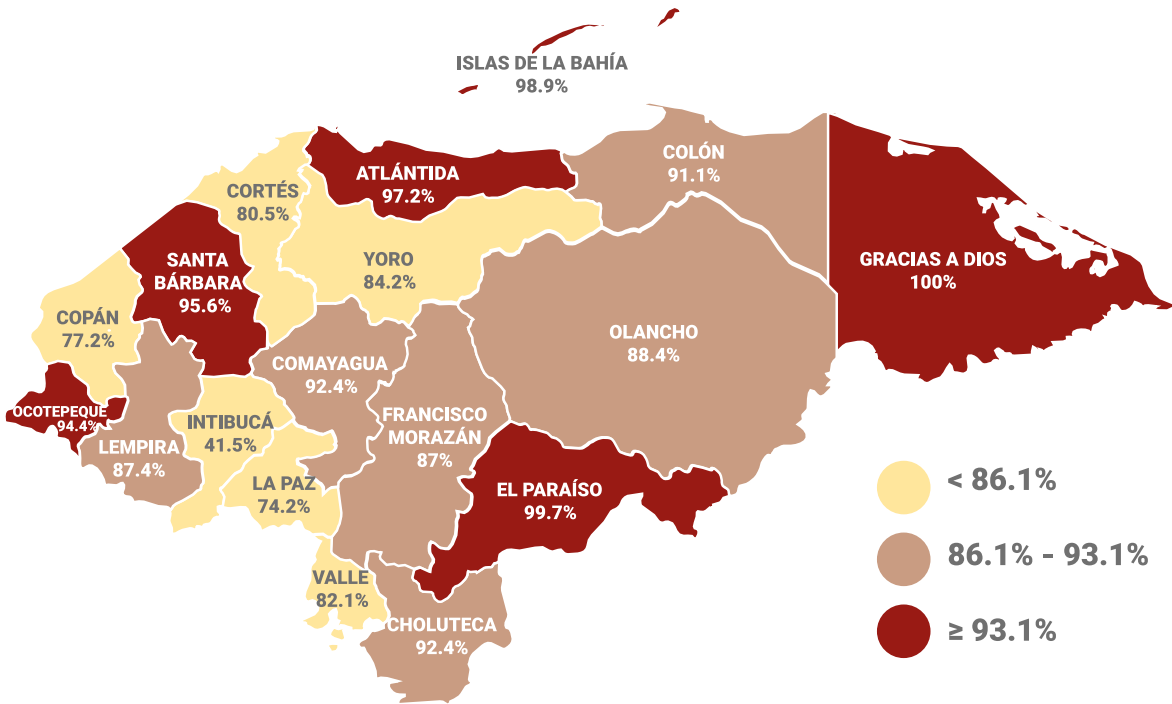 ISLAS DE LA BAHÍA
98.9%
ATLÁNTIDA
97.2%
COLÓN
91.1%
CORTÉS
80.5%
YORO
84.2%
GRACIAS A DIOS
100%
SANTA
BÁRBARA
95.6%
COPÁN
77.2%
OLANCHO
88.4%
COMAYAGUA
92.4%
OCOTEPEQUE
94.4%
INTIBUCÁ
41.5%
FRANCISCO
MORAZÁN
87%
LEMPIRA
87.4%
LA PAZ
74.2%
EL PARAÍSO
99.7%
VALLE
82.1%
CHOLUTECA
92.4%
< 86.1%
86.1% - 93.1%
≥ 93.1%